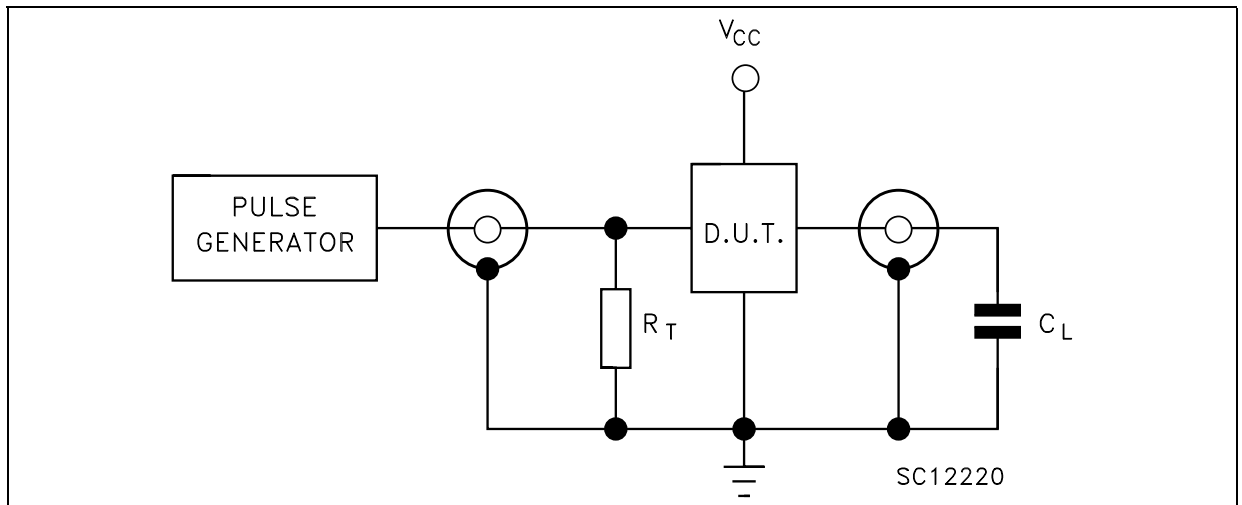 VCC
PULSE
GENERATOR
D.U.T.
RT
CL
SC12220